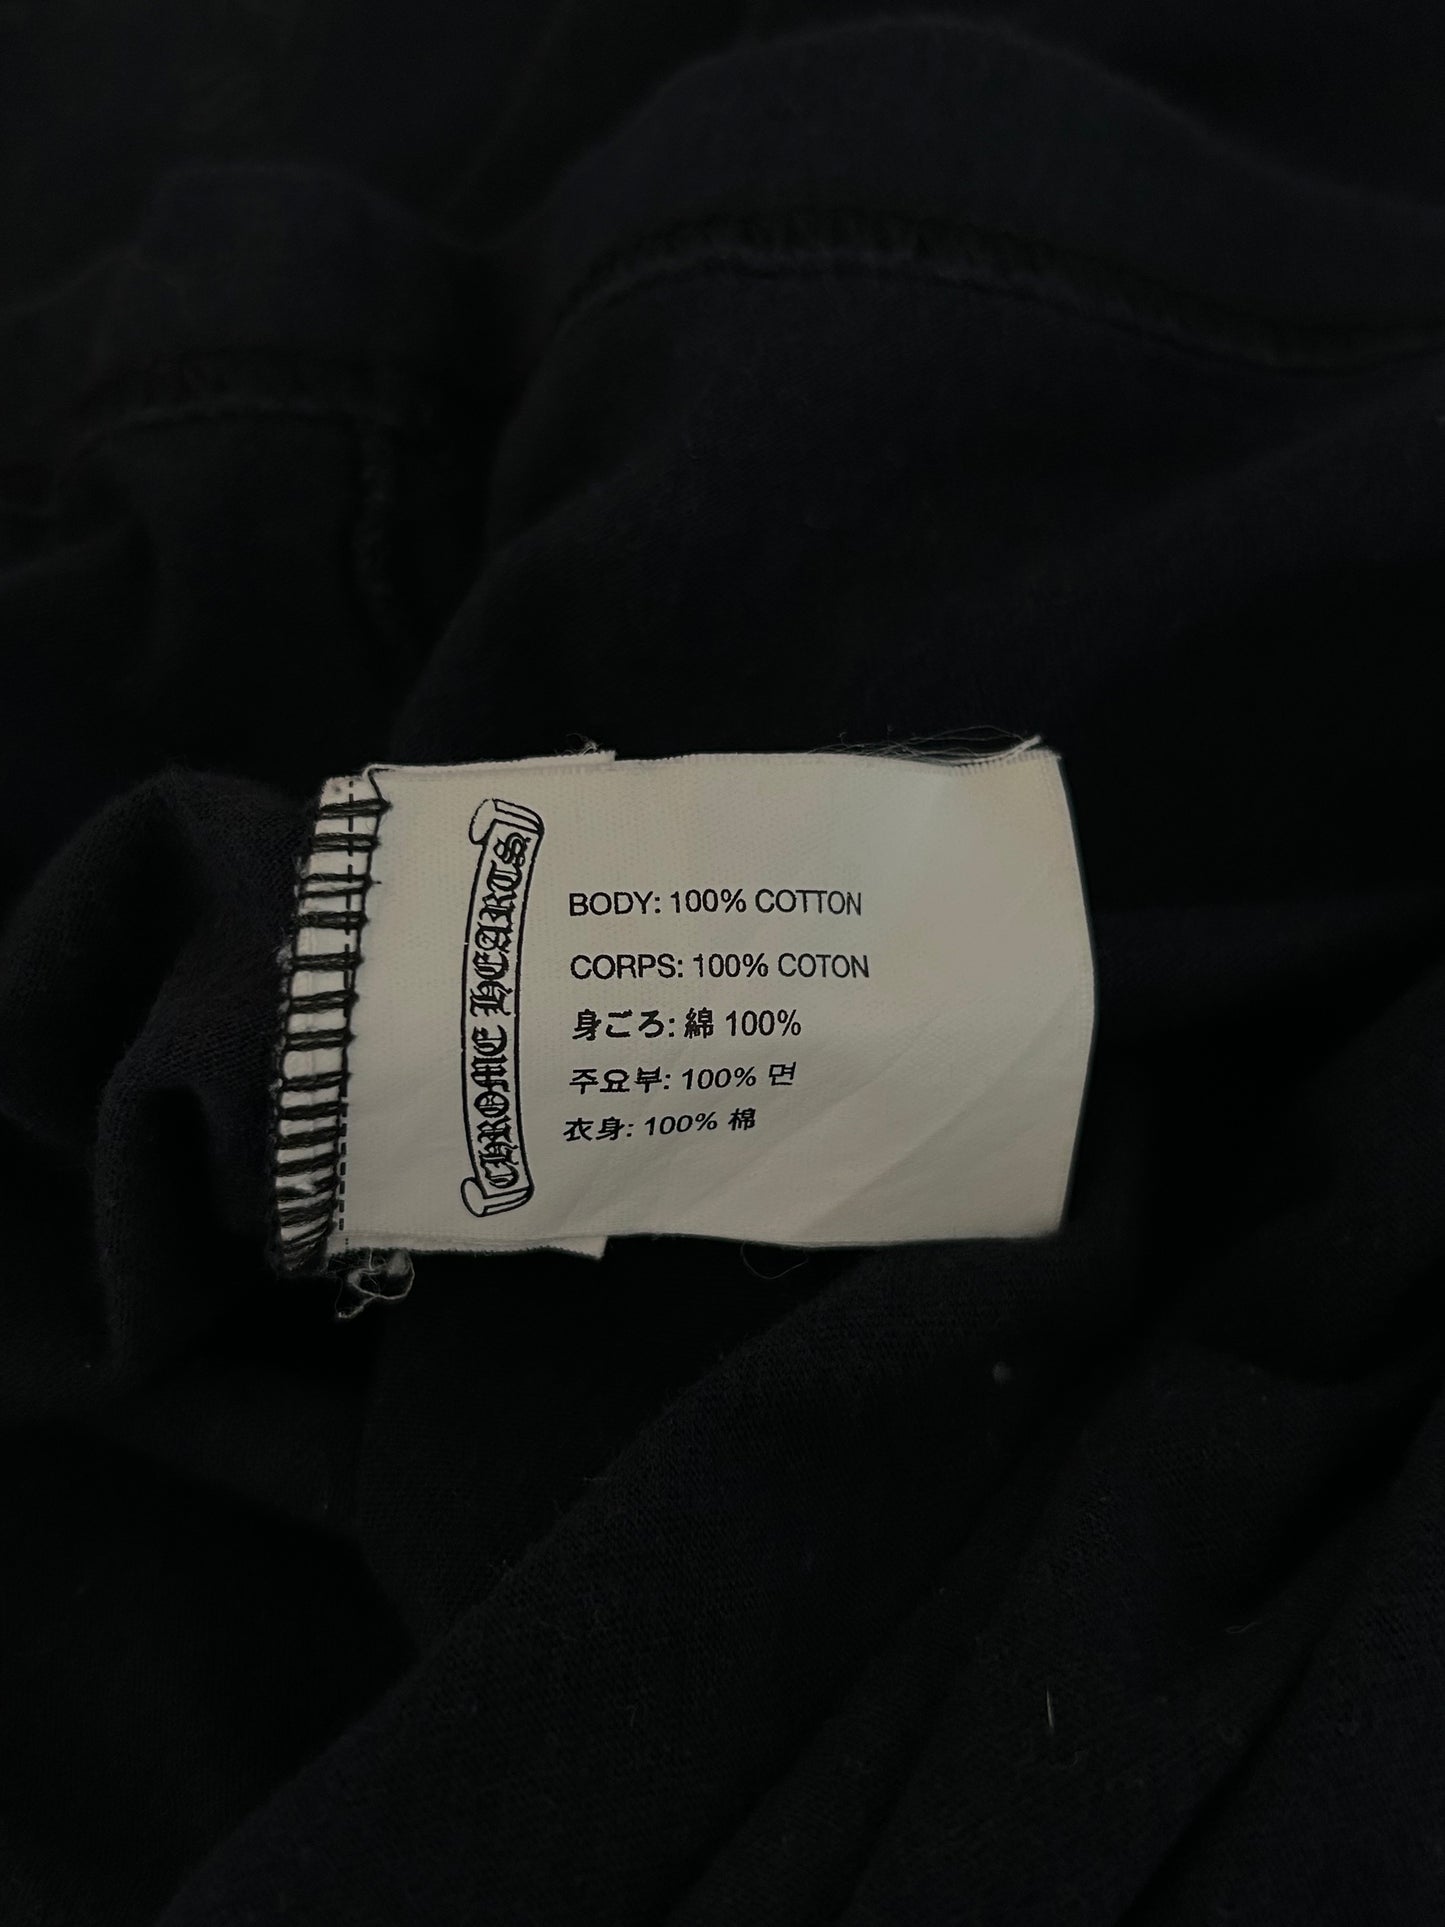 CHROME HEARTS
BODY: 100% COTTON
CORPS: 100% COTON
身ごろ: 綿 100%
주요부: 100% 면
衣身: 100% 棉